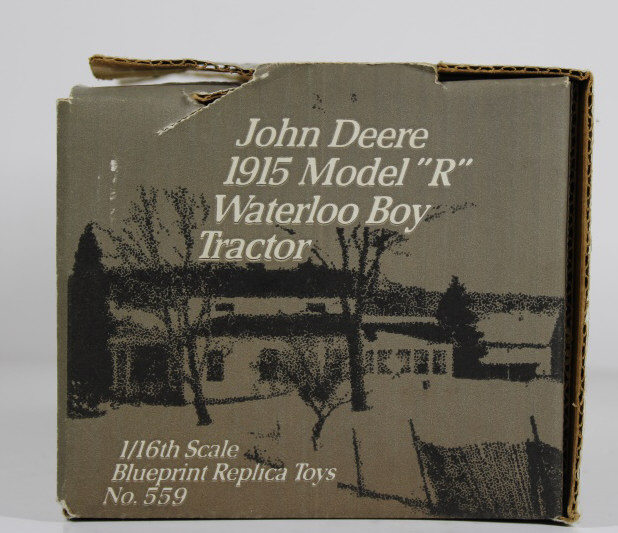 John Deere
1915 Model "R"
Waterloo Boy
Tractor
1/16th Scale
Blueprint Replica Toys
No. 559